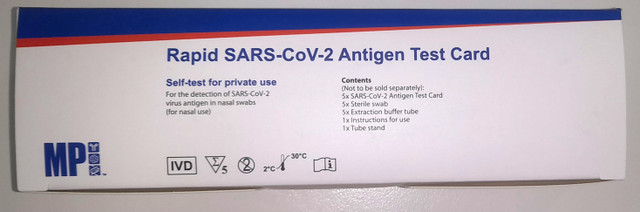 Rapid SARS-CoV-2 Antigen Test Card
Self-test for private use
For the detection of SARS-CoV-2
virus antigen in nasal swabs
(for nasal use)
Contents
(Not to be sold separately):
5x SARS-CoV-2 Antigen Test Card
5x Sterile swab
5x Extraction buffer tube
1x Instructions for use
1x Tube stand
MP
IVD
Σ
5
2
2°C
30°C
i